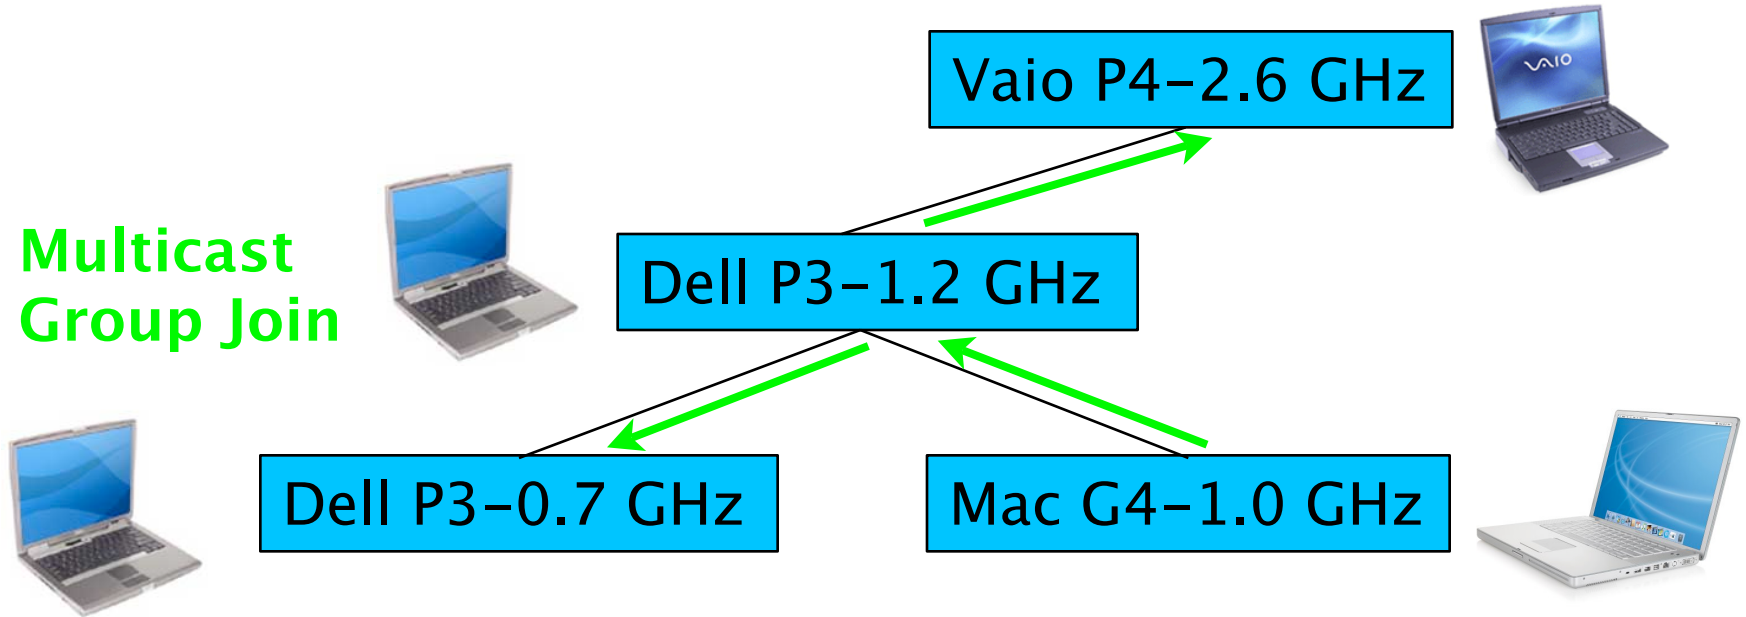 Vaio P4-2.6 GHz
VAIO
Multicast
Group Join
Dell P3-1.2 GHz
Dell P3-0.7 GHz
Mac G4-1.0 GHz